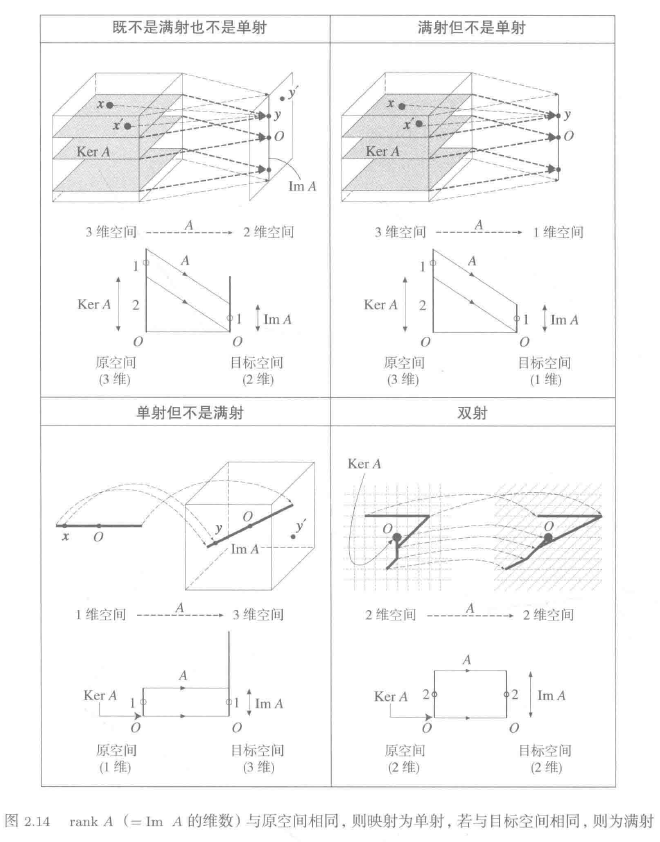 既不是满射也不是单射
x
x′
Ker A
y′
y
O
Im A
3 维空间 A 2 维空间
1
A
Ker A
2
1
Im A
O
O
原空间
(3 维)
目标空间
(2 维)
满射但不是单射
x
x′
Ker A
y
O
3 维空间 A 1 维空间
1
A
Ker A
2
1
Im A
O
O
原空间
(3 维)
目标空间
(1 维)
单射但不是满射
x
O
y
O
Im A
y′
1 维空间 A 3 维空间
A
Ker A
1
1
Im A
O
O
原空间
(1 维)
目标空间
(3 维)
双射
Ker A
O
O
2 维空间 A 2 维空间
A
Ker A
2
2
Im A
O
O
原空间
(2 维)
目标空间
(2 维)
图 2.14 rank A (= Im A 的维数) 与原空间相同，则映射为单射，若与目标空间相同，则为满射